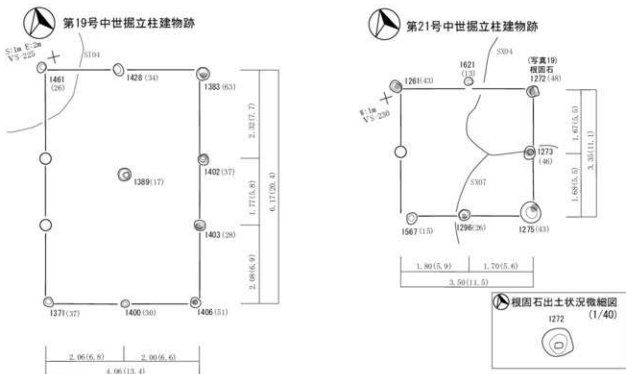 第19号中世掘立柱建物跡
S:1m E:2m
VS-225
SI04
1461
(26)
1428 (34)
1383 (63)
2.32(7.7)
1402 (37)
1389 (17)
1.77(5.8)
6.17(20.4)
1403 (28)
2.08(6.9)
1371 (37)
1400 (30)
1406 (51)
2.06(6.8)
2.00(6.6)
4.06(13.4)
第21号中世掘立柱建物跡
SX04
(写真19)
根固石
1272 (48)
1261 (43)
1621
(13)
W:1m
VS-230
1.67(5.5)
1273
(46)
3.35(11.1)
SX07
1.68(5.5)
1567 (15)
1296 (26)
1275 (43)
1.80(5.9)
1.70(5.6)
3.50(11.5)
根固石出土状況微細図
(1/40)
1272